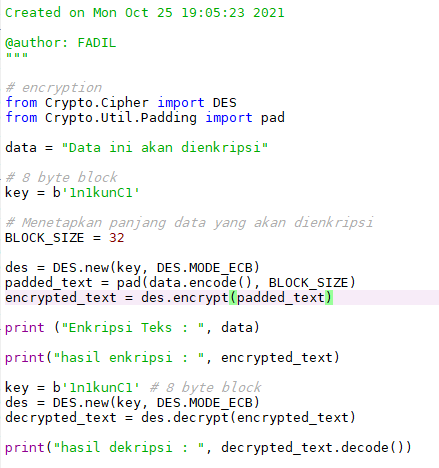 Created on Mon Oct 25 19:05:23 2021
@author: FADIL
"""
# encryption
from Crypto.Cipher import DES
from Crypto.Util.Padding import pad
data = "Data ini akan dienkripsi"
# 8 byte block
key = b'1n1kunC1'
# Menetapkan panjang data yang akan dienkripsi
BLOCK_SIZE = 32
des = DES.new(key, DES.MODE_ECB)
padded_text = pad(data.encode(), BLOCK_SIZE)
encrypted_text = des.encrypt(padded_text)
print ("Enkripsi Teks : ", data)
print("hasil enkripsi : ", encrypted_text)
key = b'1n1kunC1' # 8 byte block
des = DES.new(key, DES.MODE_ECB)
decrypted_text = des.decrypt(encrypted_text)
print("hasil dekripsi : ", decrypted_text.decode())